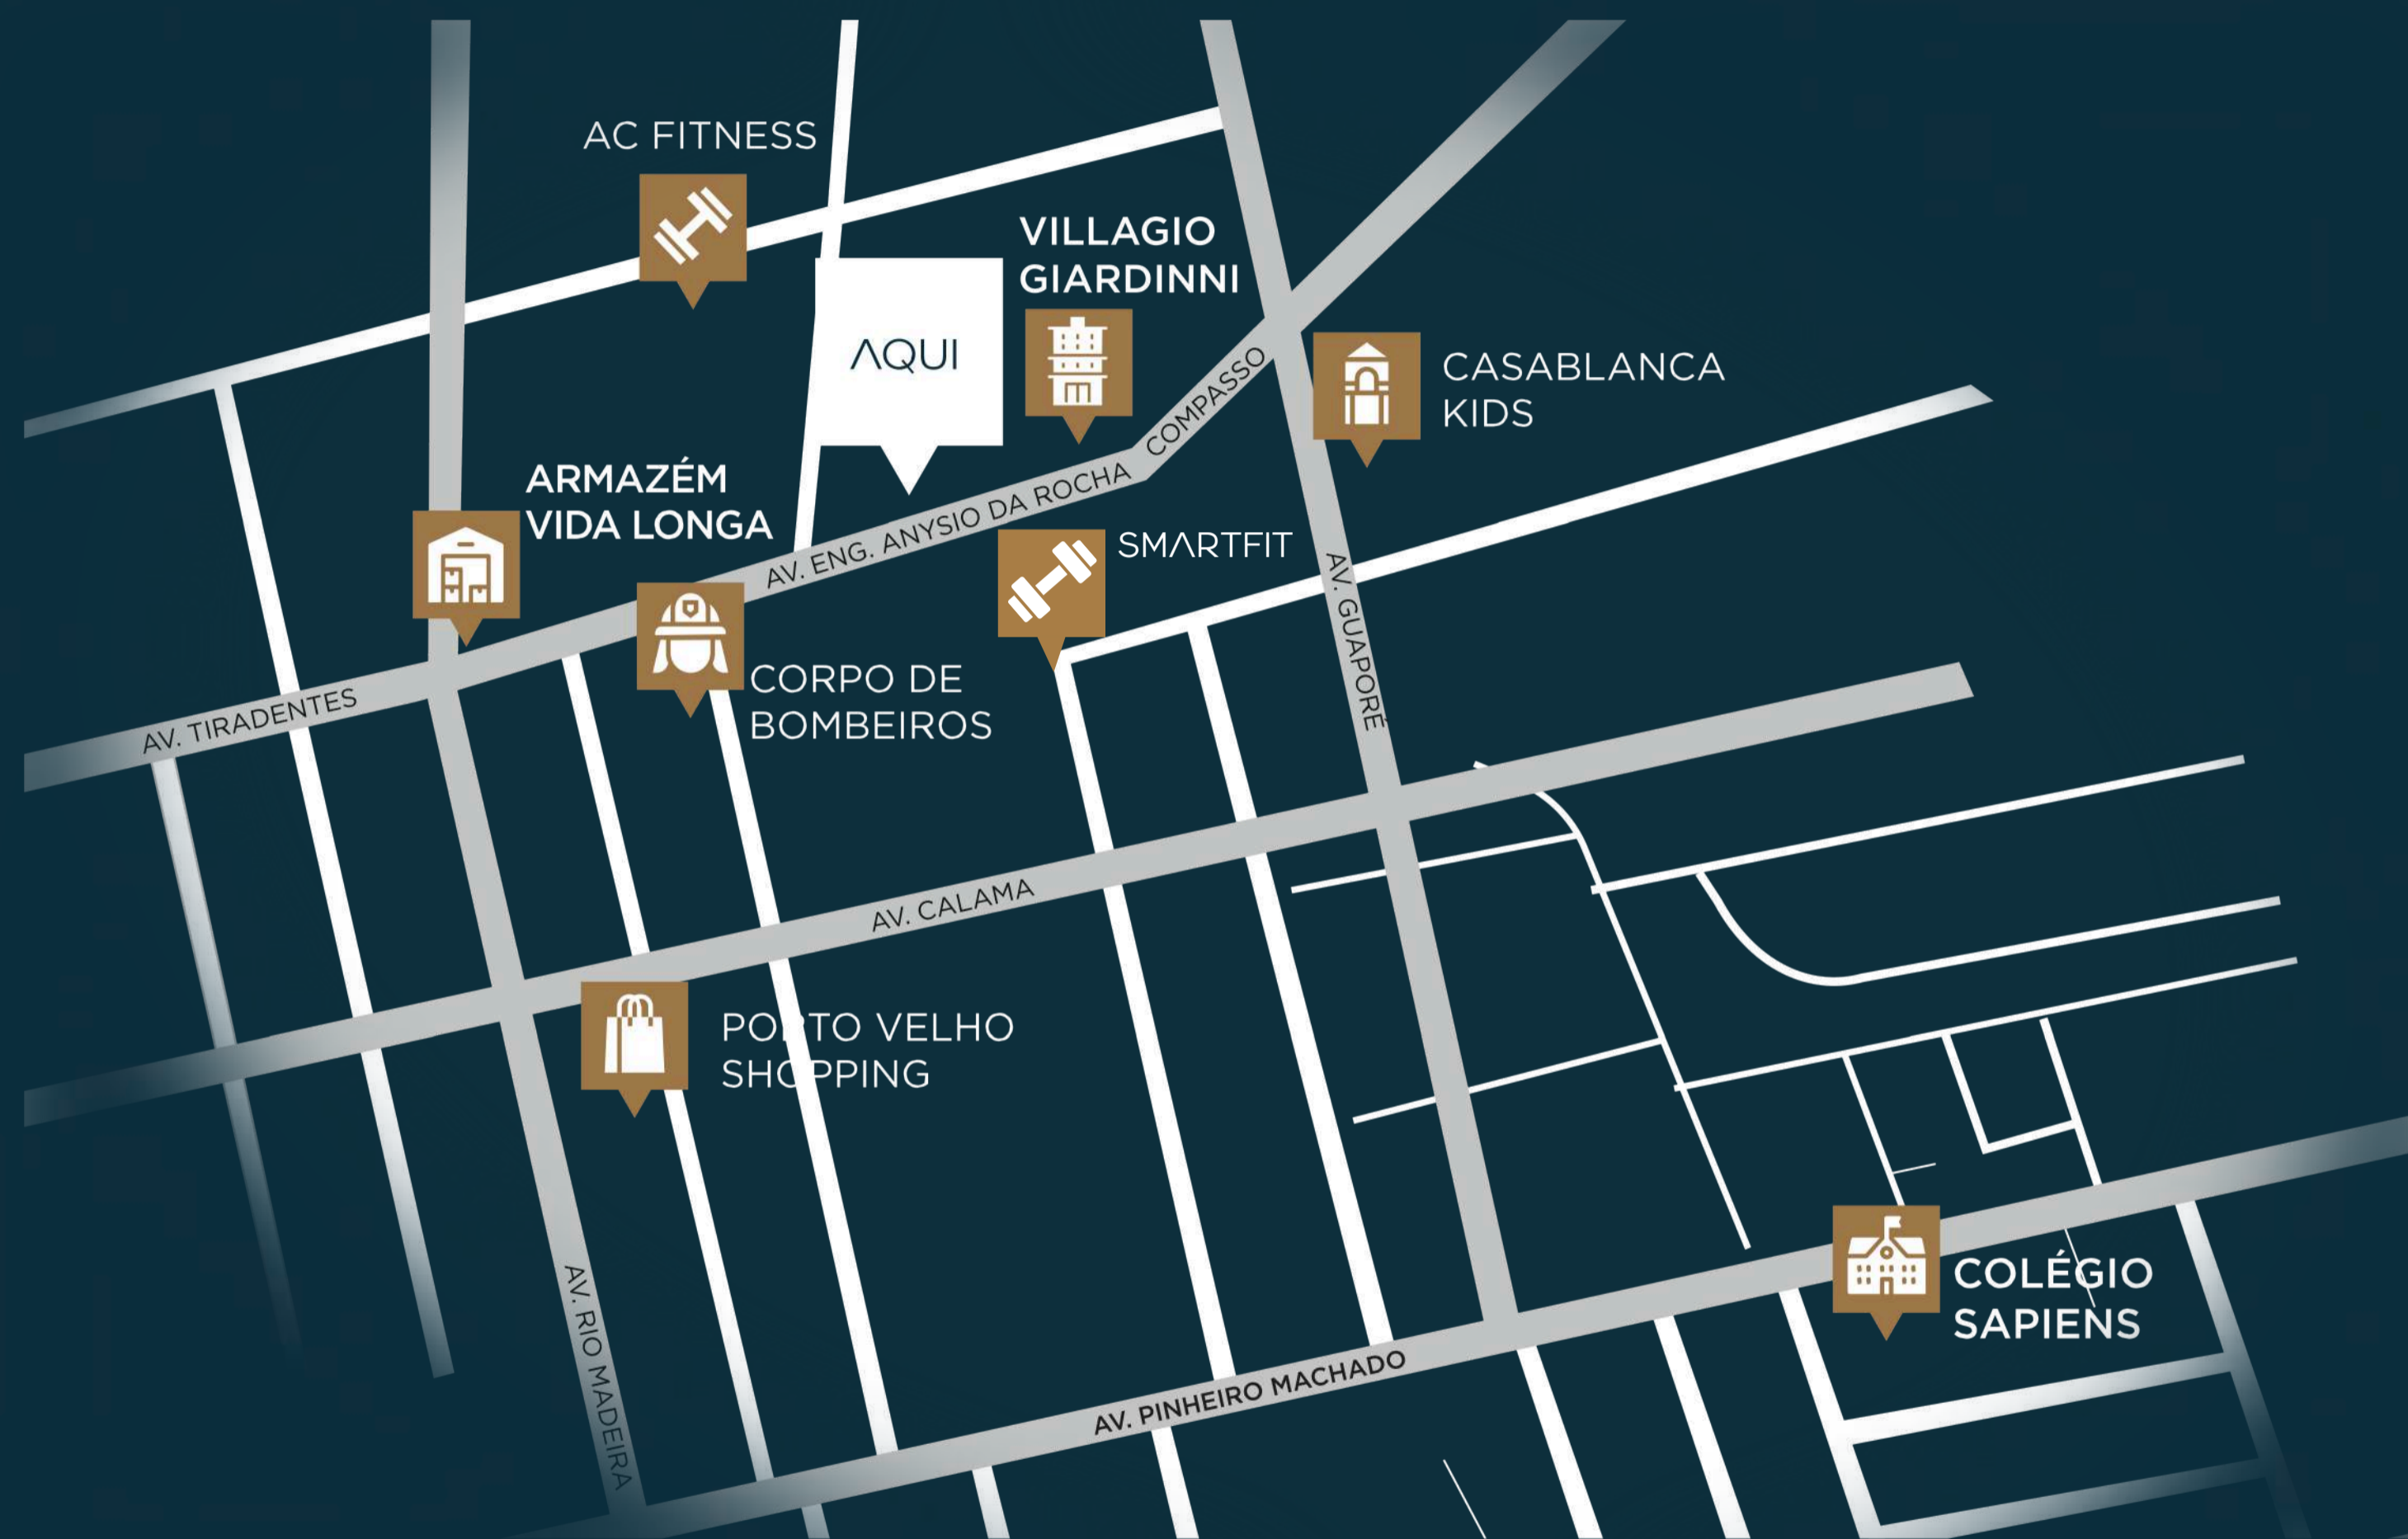 AC FITNESS
VILLAGIO
GIARDINNI
AQUI
CASABLANCA
KIDS
COMPASSO
ARMAZÉM
VIDA LONGA
AV. ENG. ANYSIO DA ROCHA
SMARTFIT
AV. GUAPORÉ
CORPO DE
BOMBEIROS
AV. TIRADENTES
AV. CALAMA
PORTO VELHO
SHOPPING
COLÉGIO
SAPIENS
AV. RIO MADEIRA
AV. PINHEIRO MACHADO